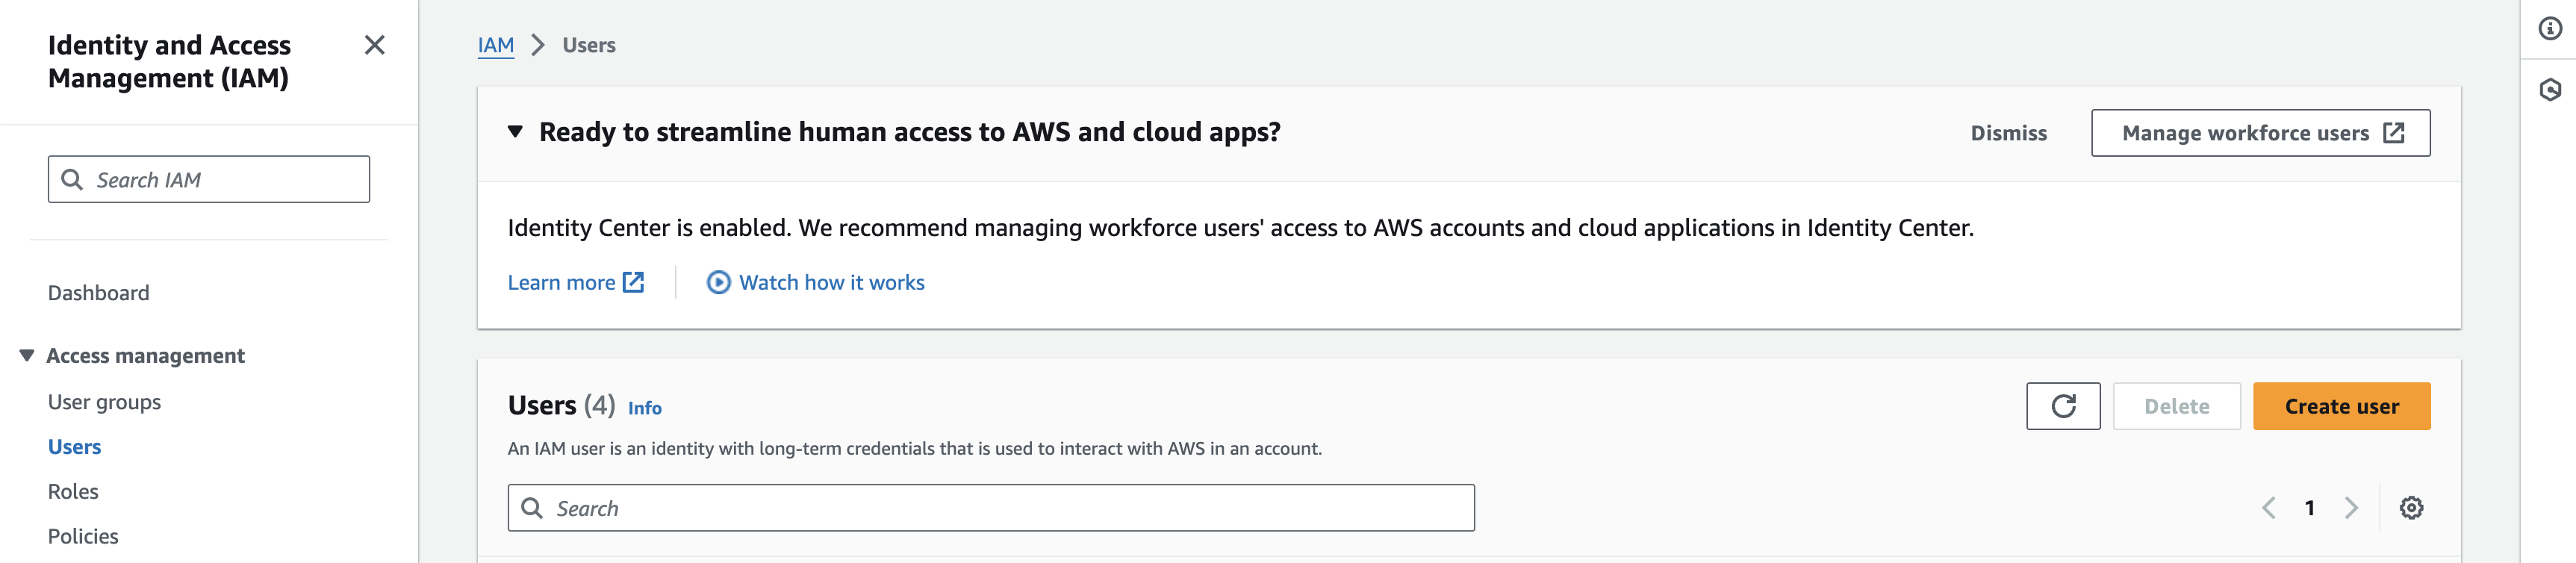 Identity and Access
Management (IAM)
Search IAM
Dashboard
Access management
User groups
Users
Roles
Policies
IAM
Users
Ready to streamline human access to AWS and cloud apps?
Dismiss
Manage workforce users
Identity Center is enabled. We recommend managing workforce users' access to AWS accounts and cloud applications in Identity Center.
Learn more
Watch how it works
Users (4) Info
Delete
Create user
An IAM user is an identity with long-term credentials that is used to interact with AWS in an account.
Search
1